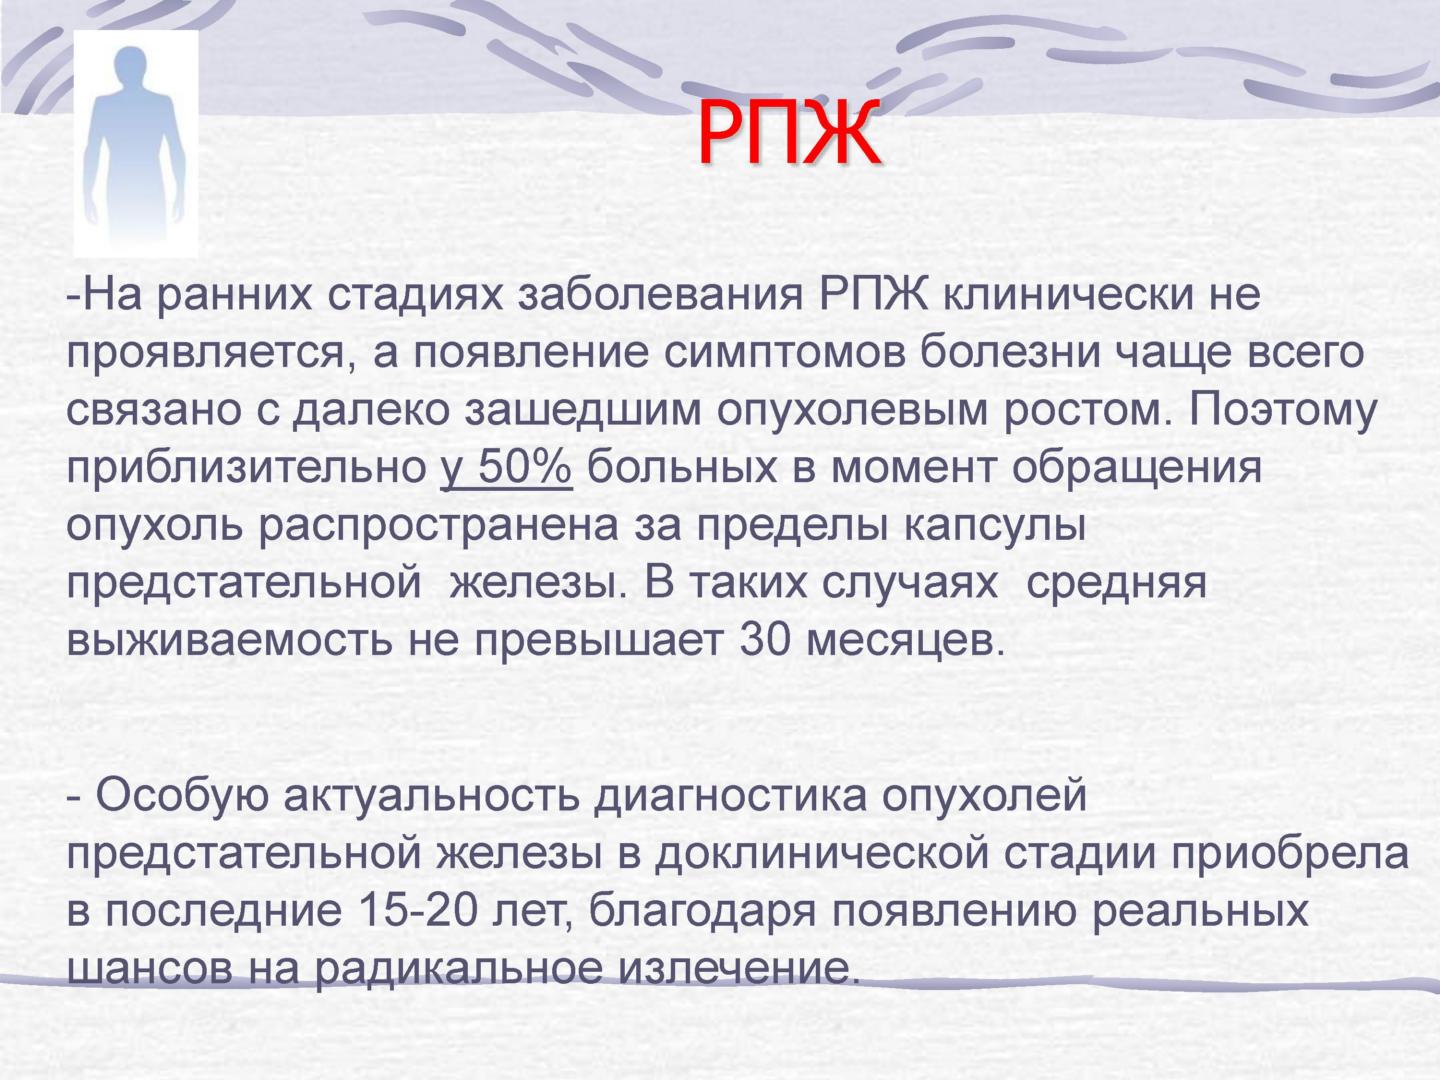 РПЖ
-На ранних стадиях заболевания РПЖ клинически не
проявляется, а появление симптомов болезни чаще всего
связано с далеко зашедшим опухолевым ростом. Поэтому
приблизительно у 50% больных в момент обращения
опухоль распространена за пределы капсулы
предстательной  железы. В таких случаях  средняя
выживаемость не превышает 30 месяцев.
- Особую актуальность диагностика опухолей
предстательной железы в доклинической стадии приобрела
в последние 15-20 лет, благодаря появлению реальных
шансов на радикальное излечение.